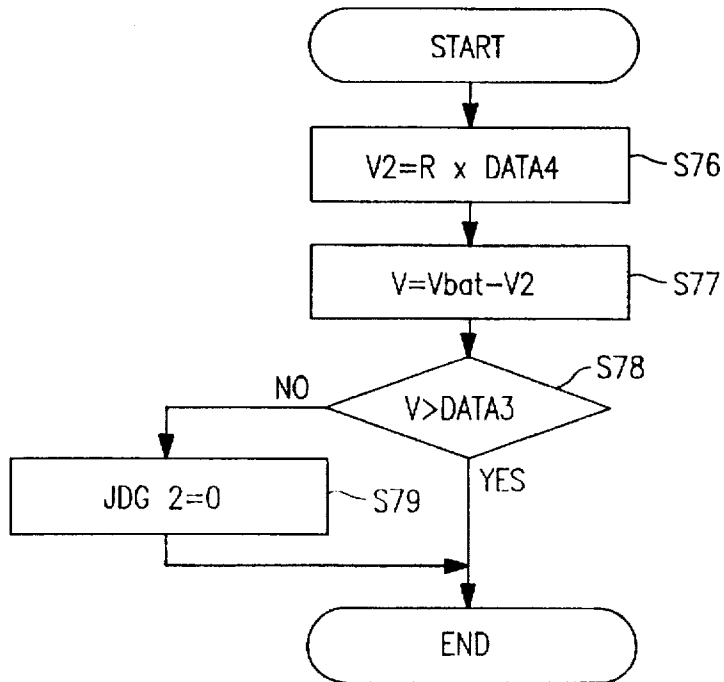 START
V2=R x DATA4
S76
V=Vbat-V2
S77
S78
V>DATA3
NO
YES
JDG 2=0
S79
END